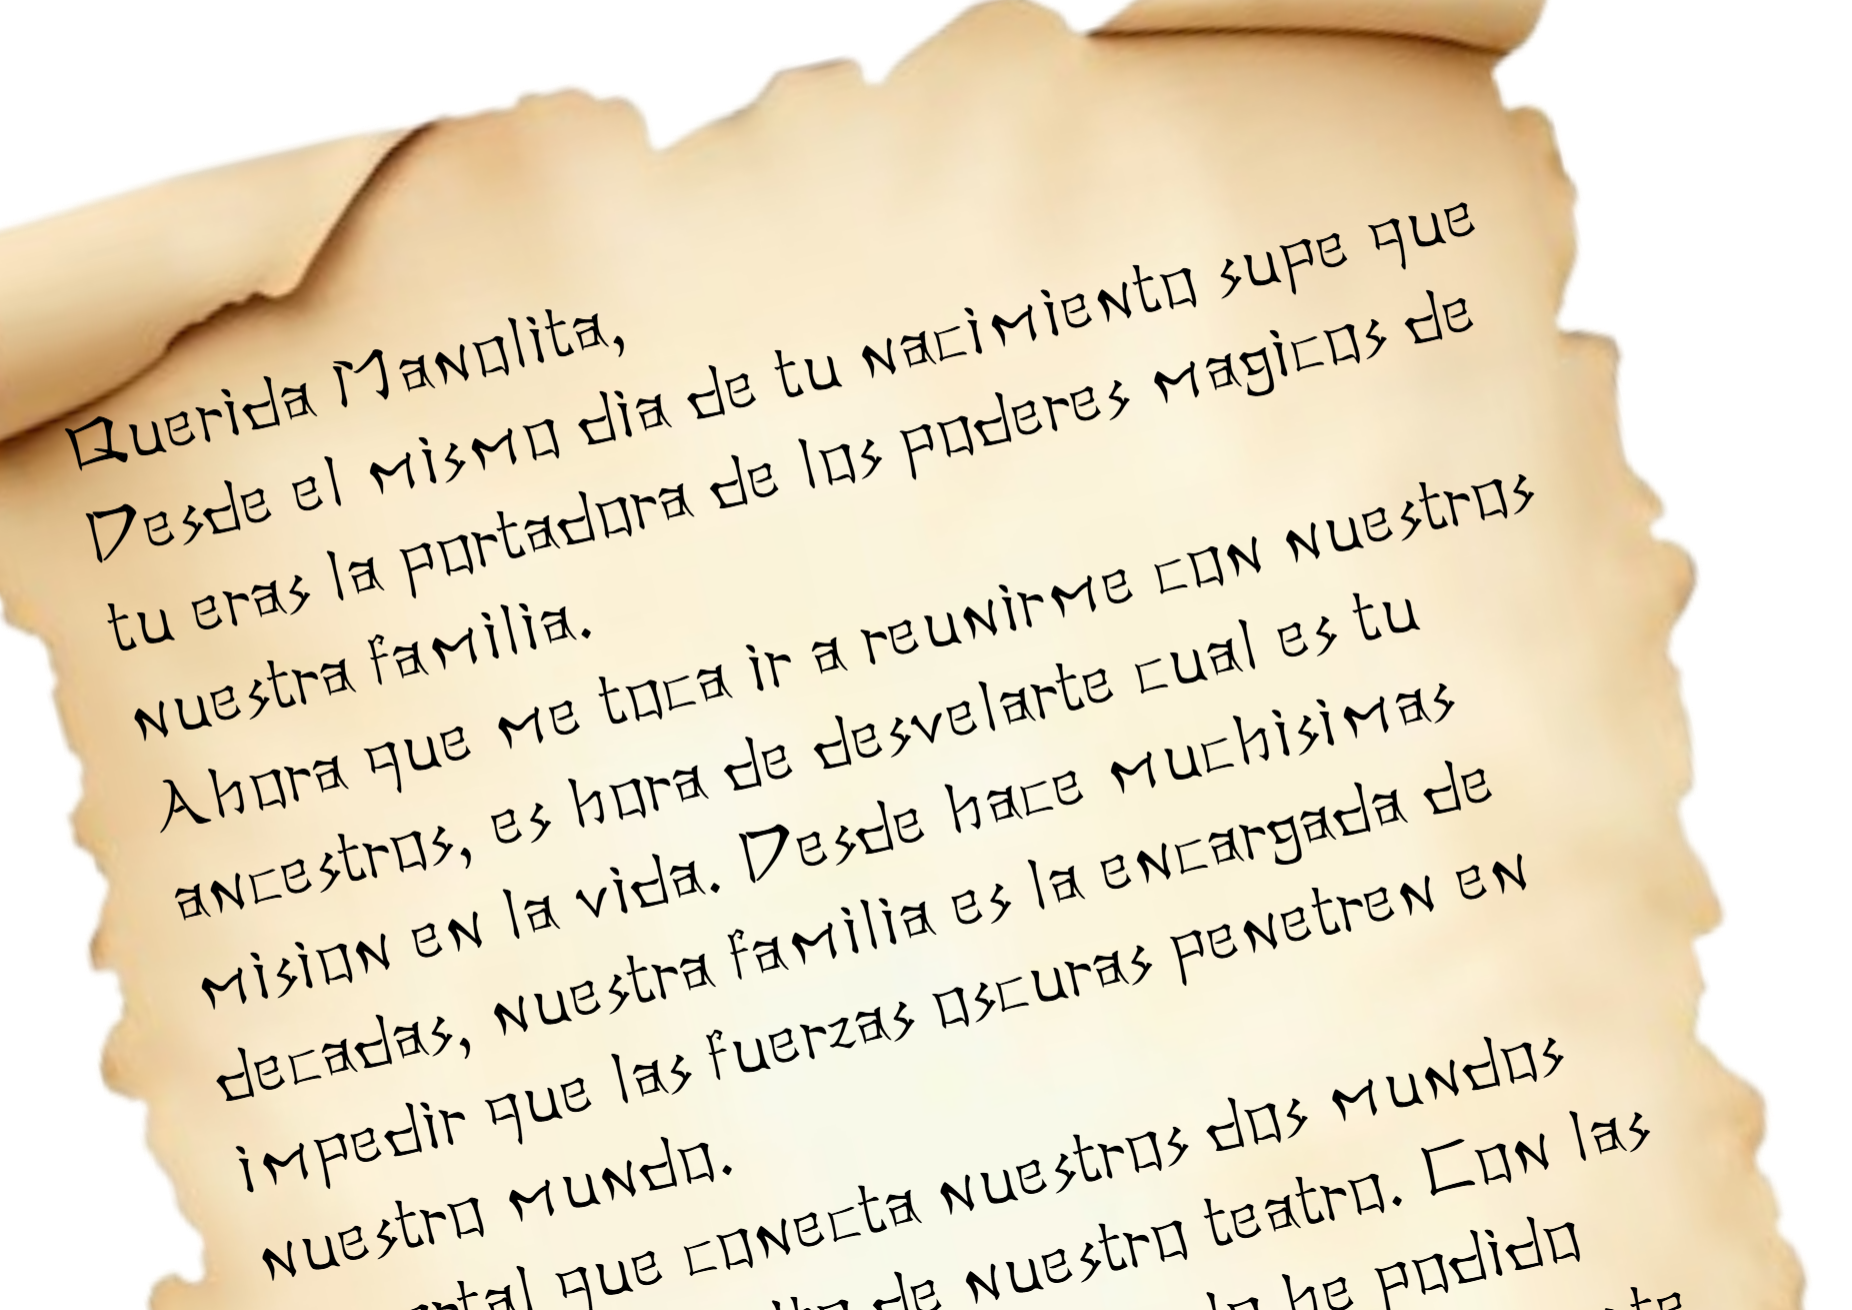 Querida Manolita,
Desde el mismo dia de tu nacimiento supe que
tu eras la portadora de los poderes magicos de
nuestra familia.
Ahora que me toca ir a reunirme con nuestros
ancestros, es hora de desvelarte cual es tu
mision en la vida. Desde hace muchisimas
decadas, nuestra familia es la encargada de
impedir que las fuerzas oscuras penetren en
nuestro mundo.
que conecta nuestros dos mundos
de nuestro teatro. Con las
he podido